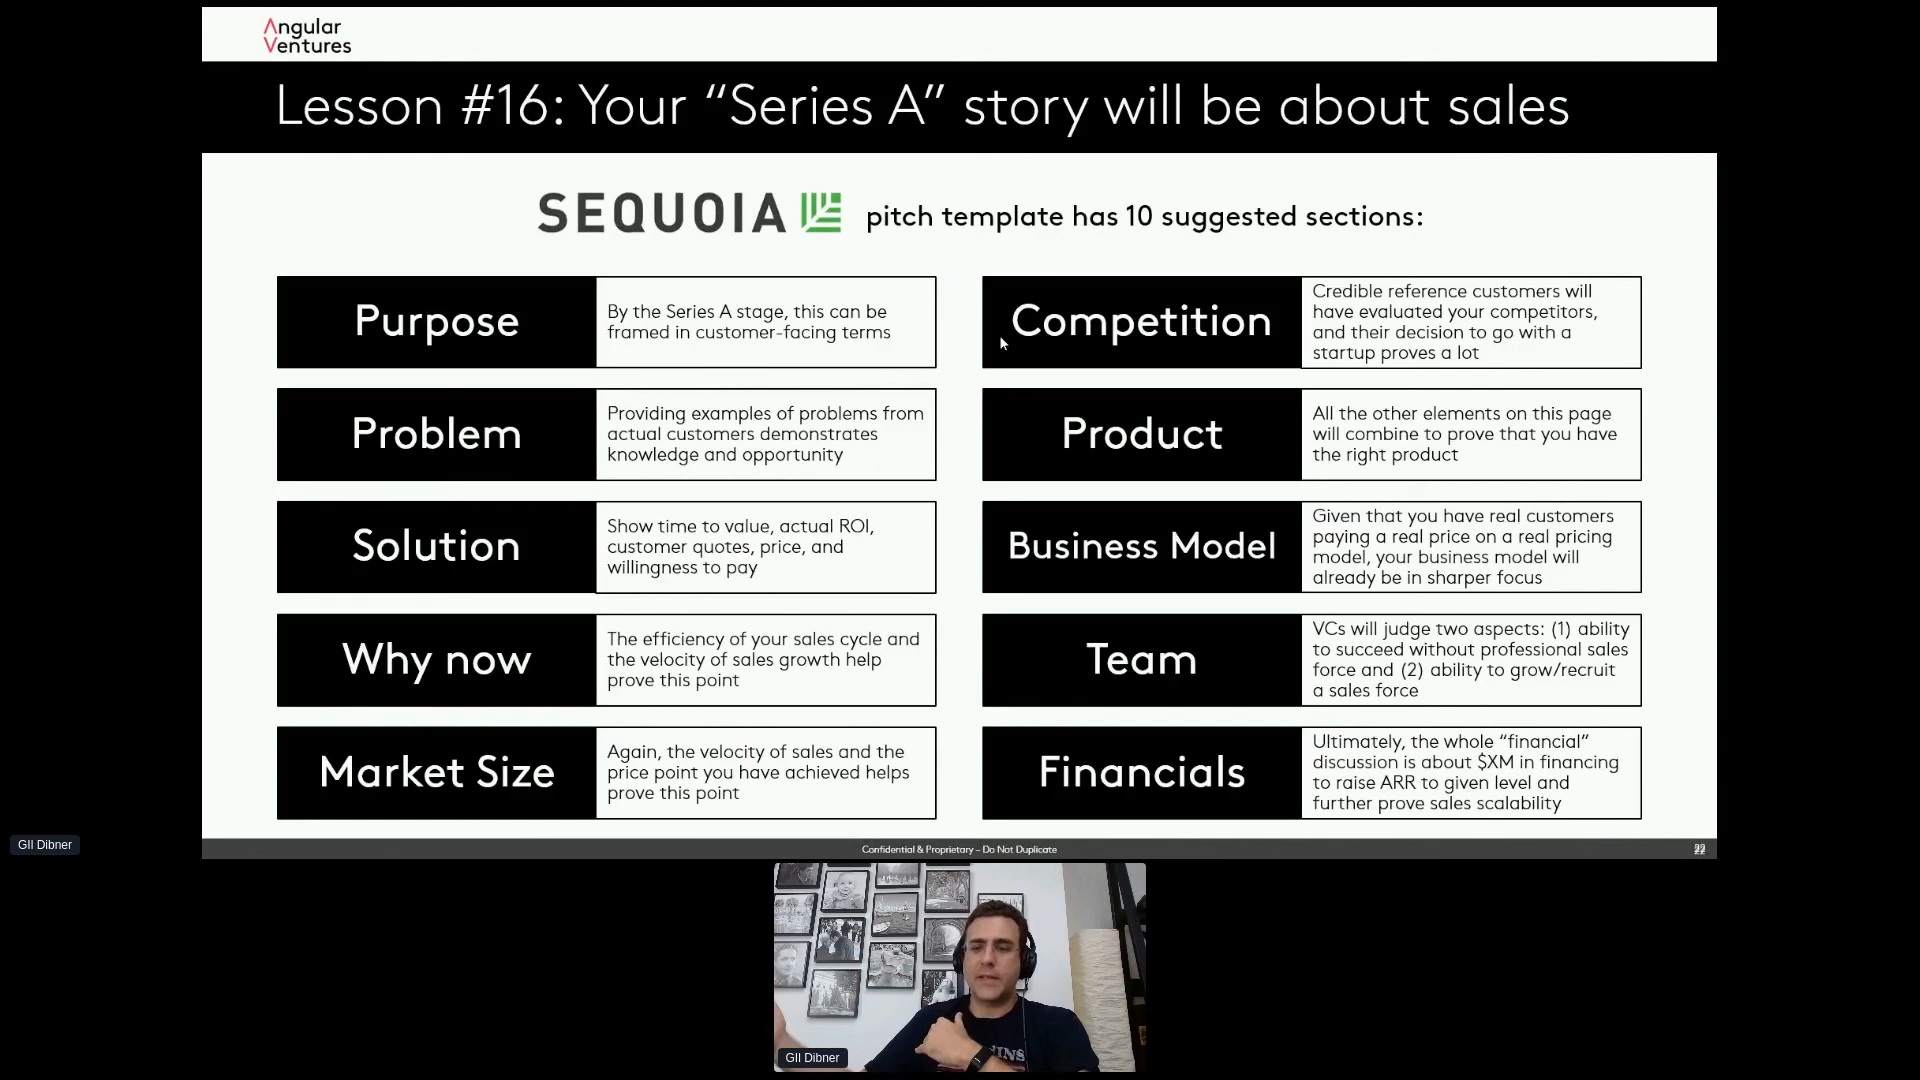 Angular
Ventures
Lesson #16: Your “Series A” story will be about sales
SEQUOIA pitch template has 10 suggested sections:
Purpose
By the Series A stage, this can be
framed in customer-facing terms
Problem
Providing examples of problems from
actual customers demonstrates
knowledge and opportunity
Solution
Show time to value, actual ROI,
customer quotes, price, and
willingness to pay
Why now
The efficiency of your sales cycle and
the velocity of sales growth help
prove this point
Market Size
Again, the velocity of sales and the
price point you have achieved helps
prove this point
Competition
Credible reference customers will
have evaluated your competitors,
and their decision to go with a
startup proves a lot
Product
All the other elements on this page
will combine to prove that you have
the right product
Business Model
Given that you have real customers
paying a real price on a real pricing
model, your business model will
already be in sharper focus
Team
VCs will judge two aspects: (1) ability
to succeed without professional sales
force and (2) ability to grow/recruit
a sales force
Financials
Ultimately, the whole “financial”
discussion is about $XM in financing
to raise ARR to given level and
further prove sales scalability
Confidential & Proprietary – Do Not Duplicate
GIl Dibner
GIl Dibner